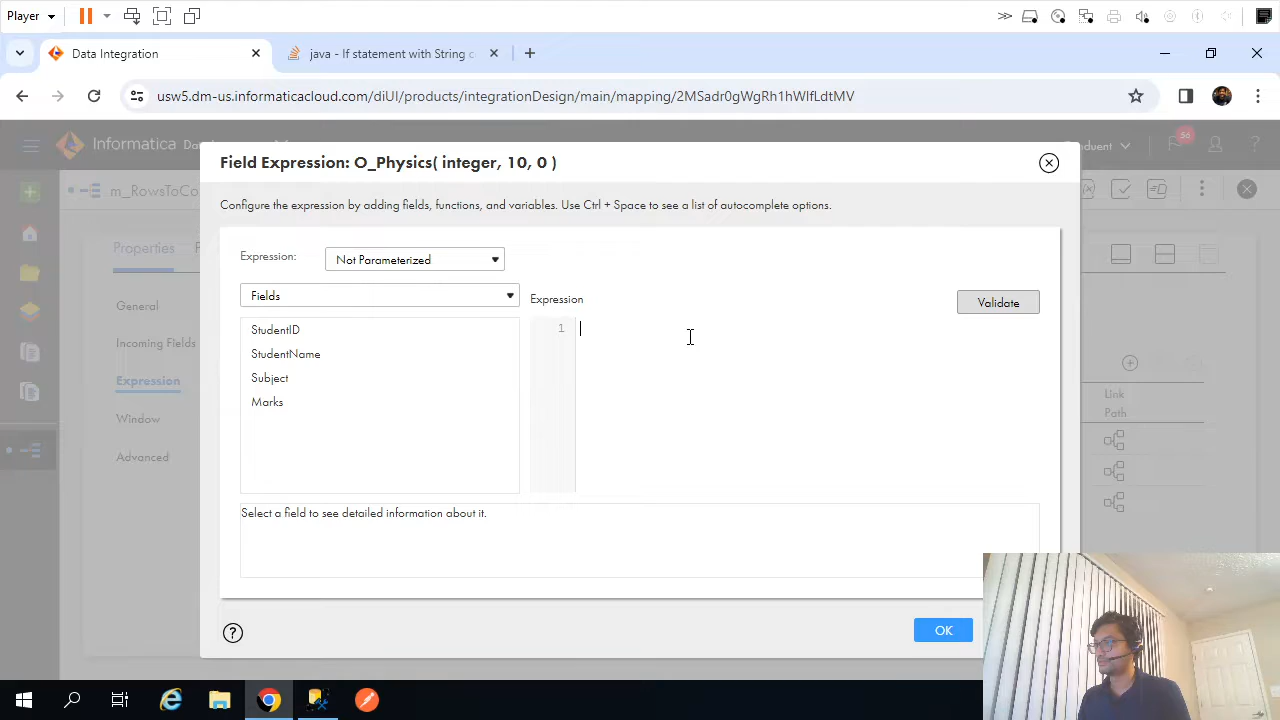 Player
Data Integration
java - If statement with String c
usw5.dm-us.informaticacloud.com/diUI/products/integrationDesign/main/mapping/2MSadr0gWgRh1hWIfLdtMV
Informatica
56
m_RowsToCo
Field Expression: O_Physics( integer, 10, 0 )
Configure the expression by adding fields, functions, and variables. Use Ctrl + Space to see a list of autocomplete options.
Properties
General
Incoming Fields
Expression
Window
Advanced
Expression:
Not Parameterized
Fields
Expression
Validate
StudentID
StudentName
Subject
Marks
1
Link
Path
Select a field to see detailed information about it.
?
OK